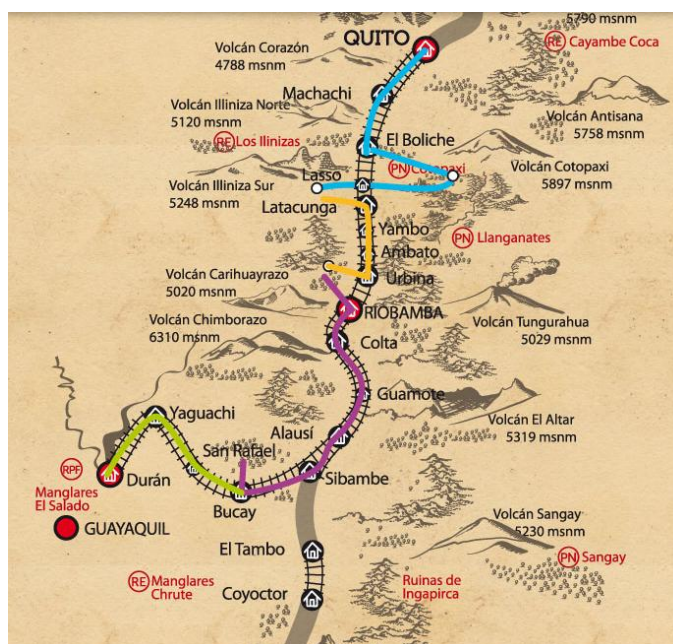 5790 msnm
QUITO
RE Cayambe Coca
Volcán Corazón
4788 msnm
Machachi
Volcán Illiniza Norte
5120 msnm
Volcán Antisana
5758 msnm
RE Los Ilinizas
El Boliche
PN Cotopaxi
Volcán Cotopaxi
5897 msnm
Lasso
Volcán Illiniza Sur
5248 msnm
Latacunga
Yambo
PN Llanganates
Ambato
Urbina
Volcán Carihuayrazo
5020 msnm
RIOBAMBA
Volcán Tungurahua
5029 msnm
Volcán Chimborazo
6310 msnm
Colta
Guamote
Yaguachi
Volcán El Altar
5319 msnm
Alausí
San Rafael
RPF
Manglares
El Salado
Durán
Sibambe
Bucay
GUAYAQUIL
Volcán Sangay
5230 msnm
El Tambo
PN Sangay
RE Manglares
Chrute
Coyoctor
Ruinas de
Ingapirca